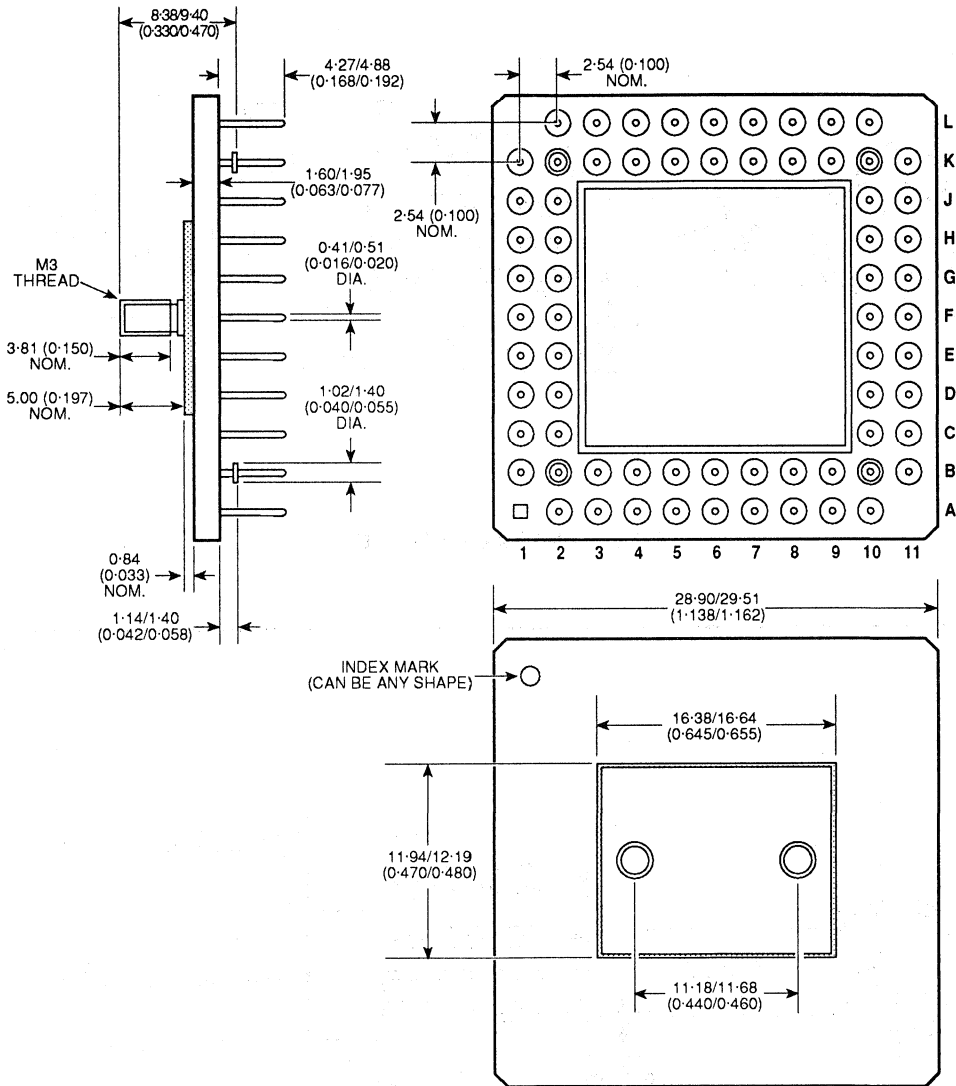 8·38/9·40
(0·330/0·470)
4·27/4·88
(0·168/0·192)
2·54 (0·100)
NOM.
L
K
J
H
G
F
E
D
C
B
A
1·60/1·95
(0·063/0·077)
2·54 (0·100)
NOM.
M3
THREAD
0·41/0·51
(0·016/0·020)
DIA.
3·81 (0·150)
NOM.
5.00 (0·197)
NOM.
1·02/1·40
(0·040/0·055)
DIA.
1 2 3 4 5 6 7 8 9 10 11
0·84
(0·033)
NOM.
1·14/1·40
(0·042/0·058)
28·90/29·51
(1·138/1·162)
INDEX MARK
(CAN BE ANY SHAPE)
16·38/16·64
(0·645/0·655)
11·94/12·19
(0·470/0·480)
11·18/11·68
(0·440/0·460)